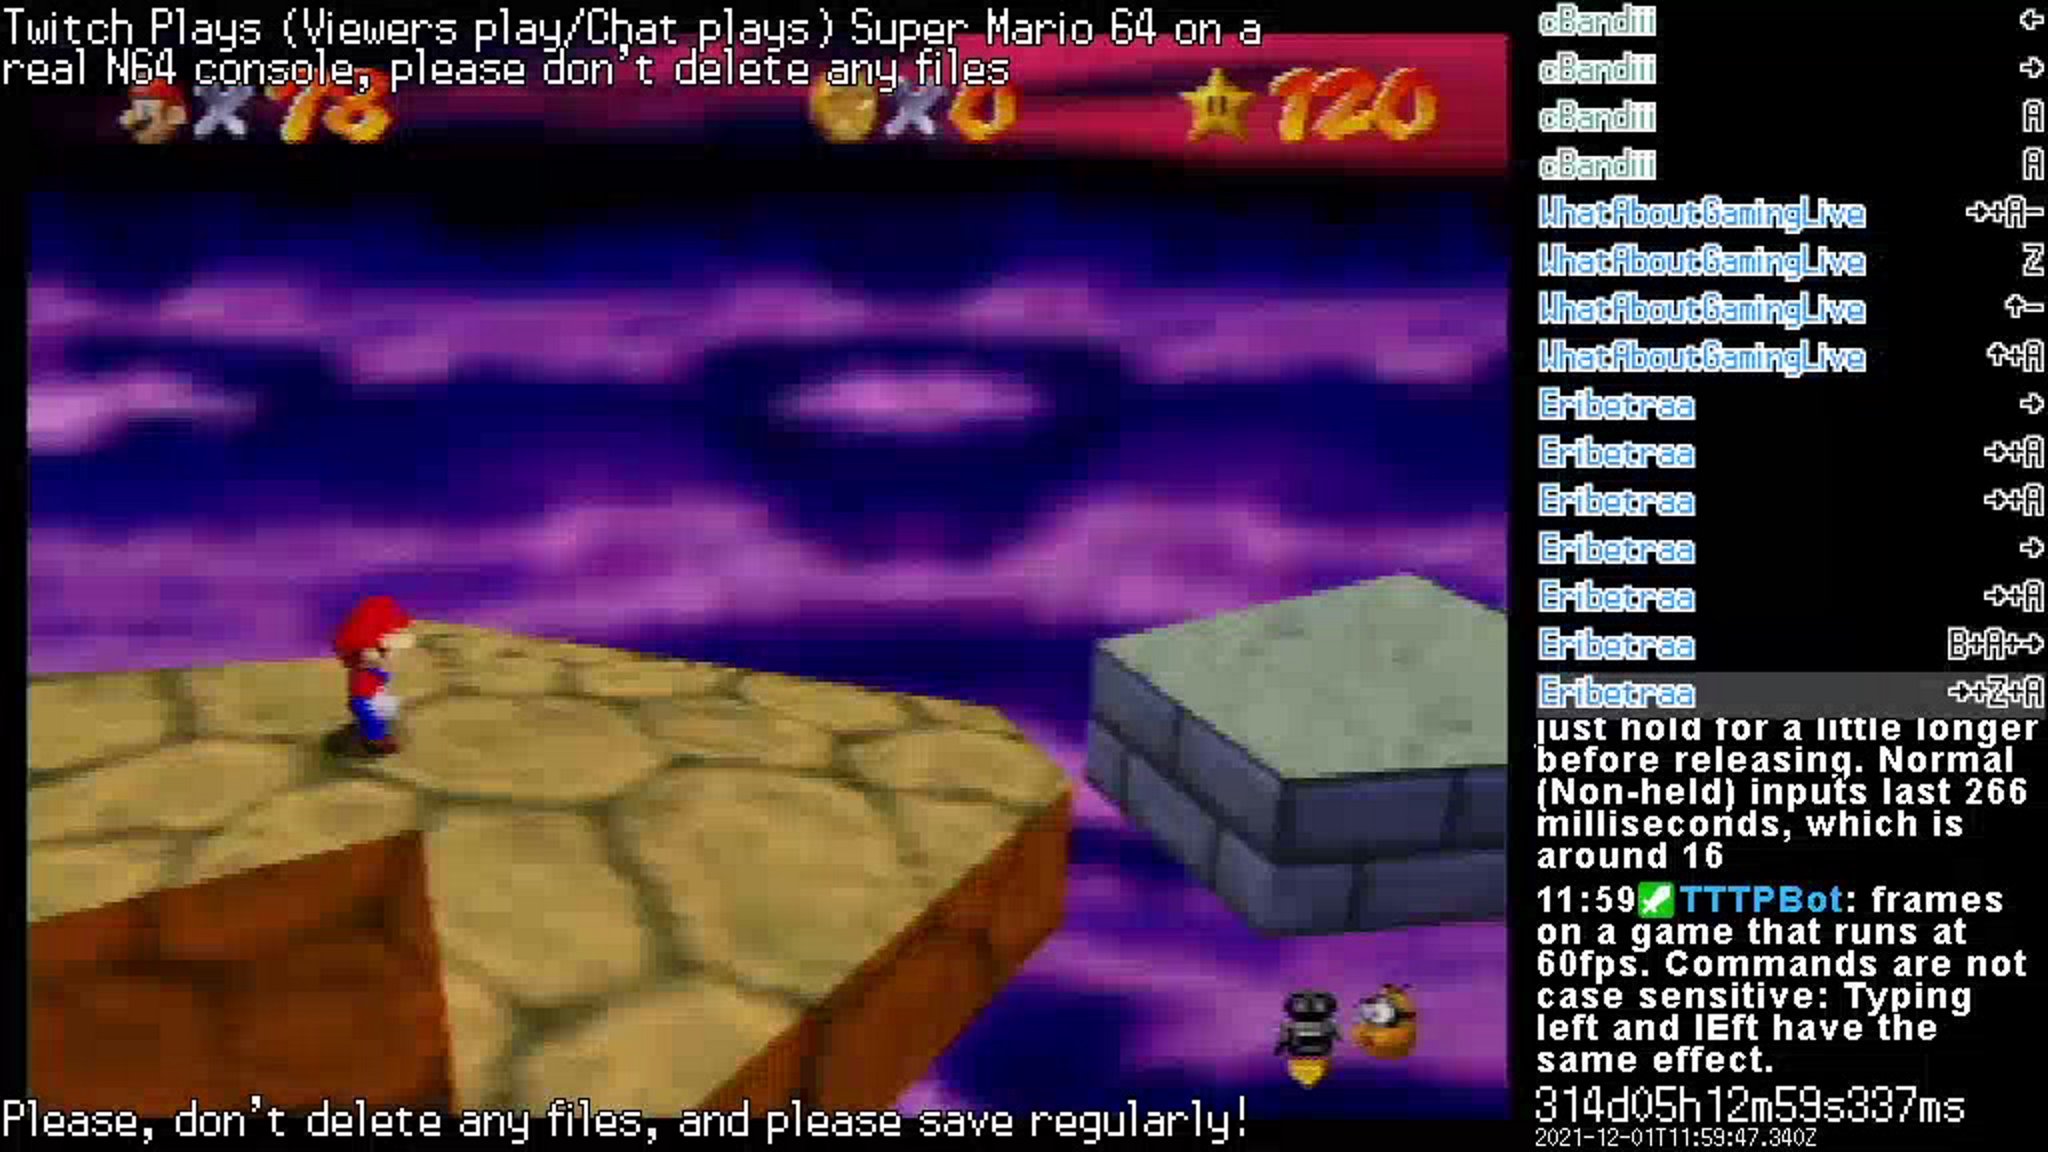 Twitch Plays (Viewers play/Chat plays) Super Mario 64 on a
real N64 console, please don't delete any files
x 78
x 0
120
cBandiii ←
cBandiii →
cBandiii A
cBandiii A
WhatAboutGamingLive →+A-
WhatAboutGamingLive Z
WhatAboutGamingLive ↑-
WhatAboutGamingLive ↑+A
Eribetraa →
Eribetraa →+A
Eribetraa →+A
Eribetraa →
Eribetraa →+A
Eribetraa B+A+→
Eribetraa →+Z+A
just hold for a little longer
before releasing. Normal
(Non-held) inputs last 266
milliseconds, which is
around 16
11:59 TTTPBot: frames
on a game that runs at
60fps. Commands are not
case sensitive: Typing
left and lEft have the
same effect.
314d05h12m59s337ms
2021-12-01T11:59:47.340Z
Please, don't delete any files, and please save regularly!